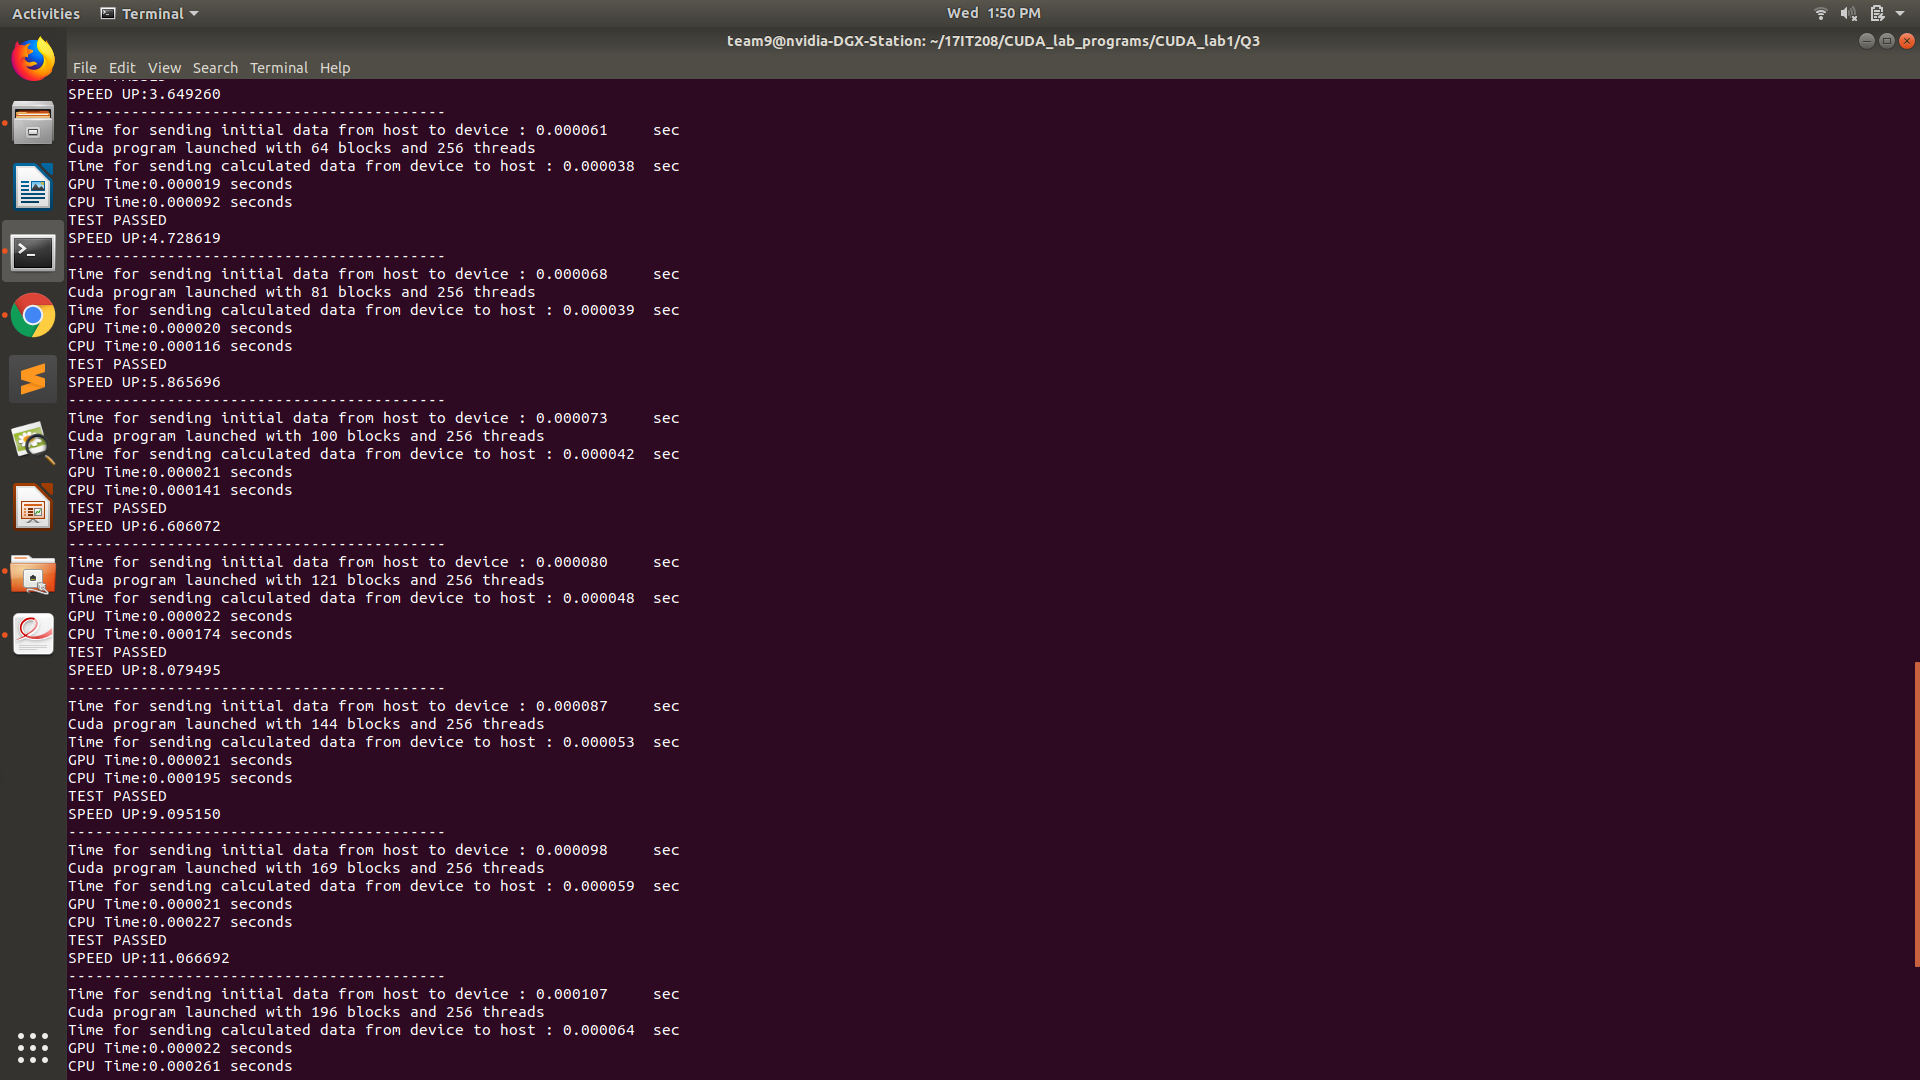 Activities Terminal Wed 1:50 PM
team9@nvidia-DGX-Station: ~/17IT208/CUDA_lab_programs/CUDA_lab1/Q3
File Edit View Search Terminal Help
TEST PASSED
SPEED UP:3.649260
------------------------------------------
Time for sending initial data from host to device : 0.000061 sec
Cuda program launched with 64 blocks and 256 threads
Time for sending calculated data from device to host : 0.000038 sec
GPU Time:0.000019 seconds
CPU Time:0.000092 seconds
TEST PASSED
SPEED UP:4.728619
------------------------------------------
Time for sending initial data from host to device : 0.000068 sec
Cuda program launched with 81 blocks and 256 threads
Time for sending calculated data from device to host : 0.000039 sec
GPU Time:0.000020 seconds
CPU Time:0.000116 seconds
TEST PASSED
SPEED UP:5.865696
------------------------------------------
Time for sending initial data from host to device : 0.000073 sec
Cuda program launched with 100 blocks and 256 threads
Time for sending calculated data from device to host : 0.000042 sec
GPU Time:0.000021 seconds
CPU Time:0.000141 seconds
TEST PASSED
SPEED UP:6.606072
------------------------------------------
Time for sending initial data from host to device : 0.000080 sec
Cuda program launched with 121 blocks and 256 threads
Time for sending calculated data from device to host : 0.000048 sec
GPU Time:0.000022 seconds
CPU Time:0.000174 seconds
TEST PASSED
SPEED UP:8.079495
------------------------------------------
Time for sending initial data from host to device : 0.000087 sec
Cuda program launched with 144 blocks and 256 threads
Time for sending calculated data from device to host : 0.000053 sec
GPU Time:0.000021 seconds
CPU Time:0.000195 seconds
TEST PASSED
SPEED UP:9.095150
------------------------------------------
Time for sending initial data from host to device : 0.000098 sec
Cuda program launched with 169 blocks and 256 threads
Time for sending calculated data from device to host : 0.000059 sec
GPU Time:0.000021 seconds
CPU Time:0.000227 seconds
TEST PASSED
SPEED UP:11.066692
------------------------------------------
Time for sending initial data from host to device : 0.000107 sec
Cuda program launched with 196 blocks and 256 threads
Time for sending calculated data from device to host : 0.000064 sec
GPU Time:0.000022 seconds
CPU Time:0.000261 seconds